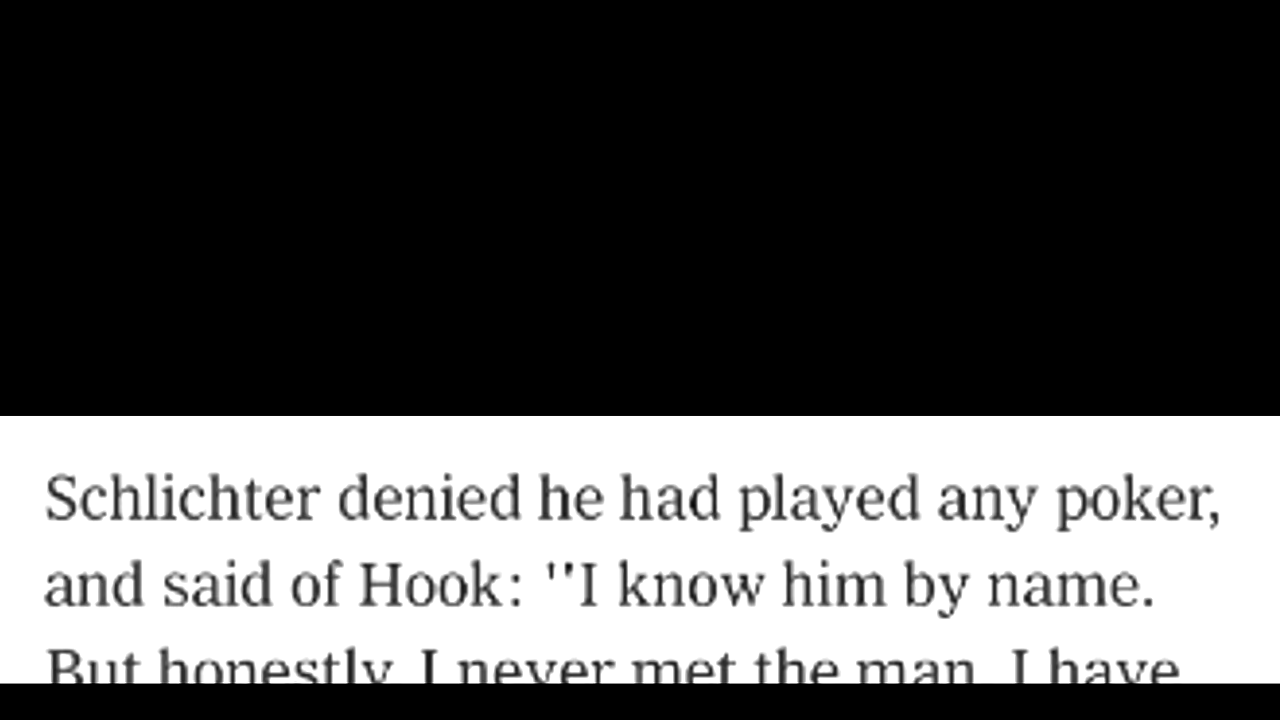 Schlichter denied he had played any poker,
and said of Hook: ''I know him by name.
But honestly, I never met the man. I have